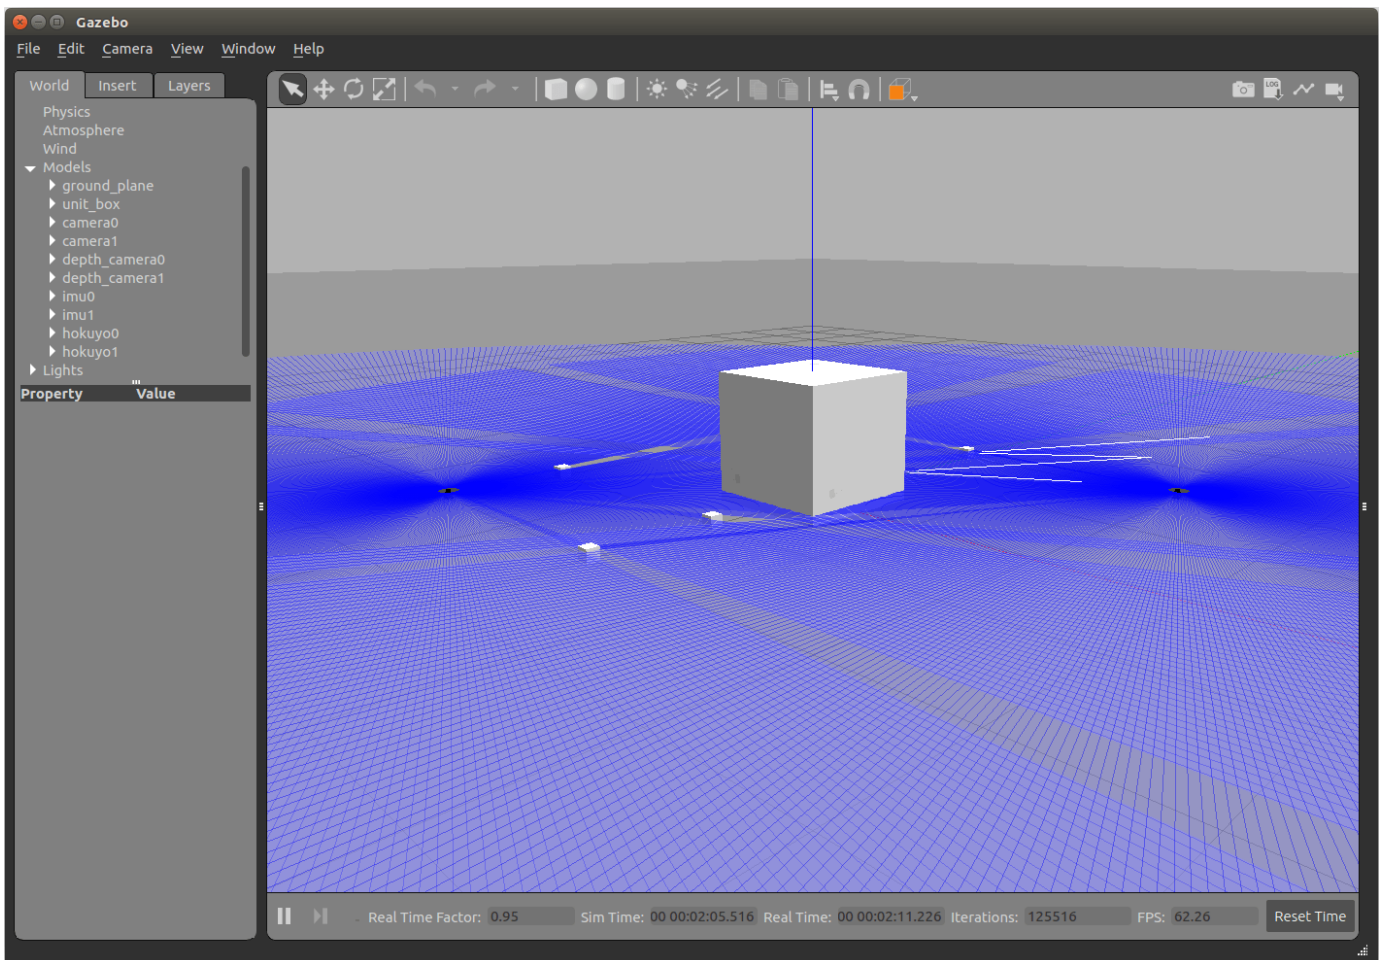 Gazebo
File Edit Camera View Window Help
World Insert Layers
Physics
Atmosphere
Wind
Models
ground_plane
unit_box
camera0
camera1
depth_camera0
depth_camera1
imu0
imu1
hokuyo0
hokuyo1
Lights
Property Value
LOG
Real Time Factor: 0.95 Sim Time: 00 00:02:05.516 Real Time: 00 00:02:11.226 Iterations: 125516 FPS: 62.26 Reset Time